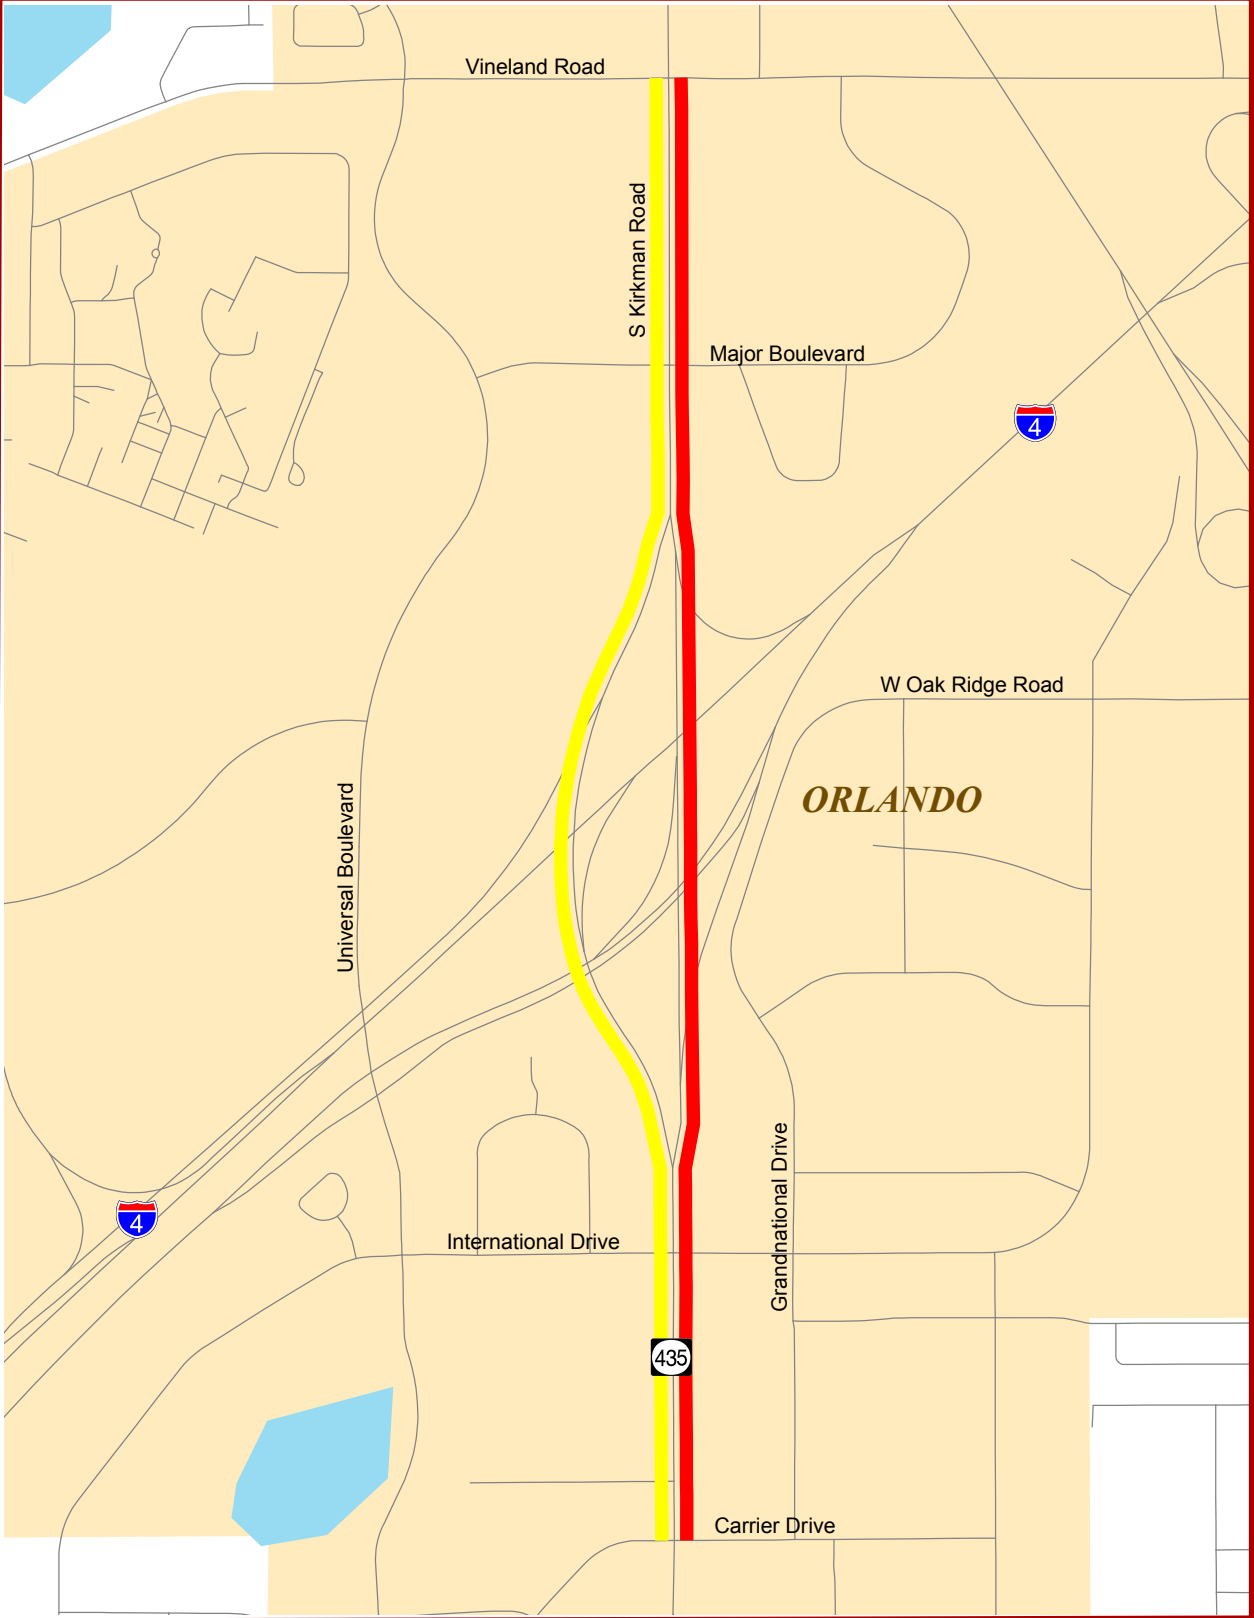 Vineland Road
S Kirkman Road
Major Boulevard
4
W Oak Ridge Road
ORLANDO
Universal Boulevard
Grandnational Drive
4
International Drive
435
Carrier Drive